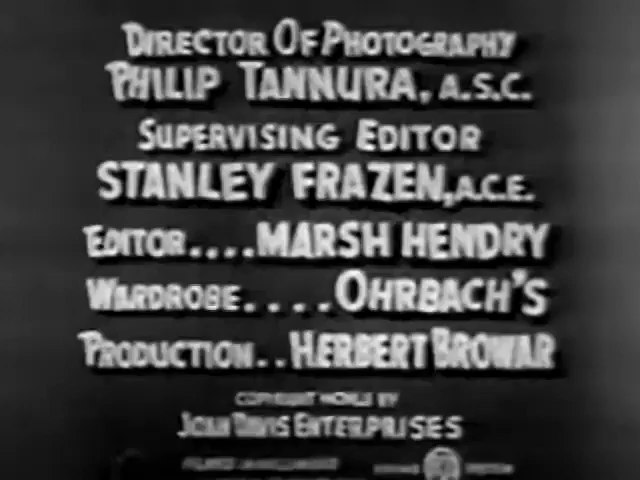 DIRECTOR OF PHOTOGRAPHY
PHILIP TANNURA, A.S.C.
SUPERVISING EDITOR
STANLEY FRAZEN, A.C.E.
EDITOR....MARSH HENDRY
WARDROBE....OHRBACH'S
PRODUCTION..HERBERT BROWAR
COPYRIGHT BY
JOAN DAVIS ENTERPRISES